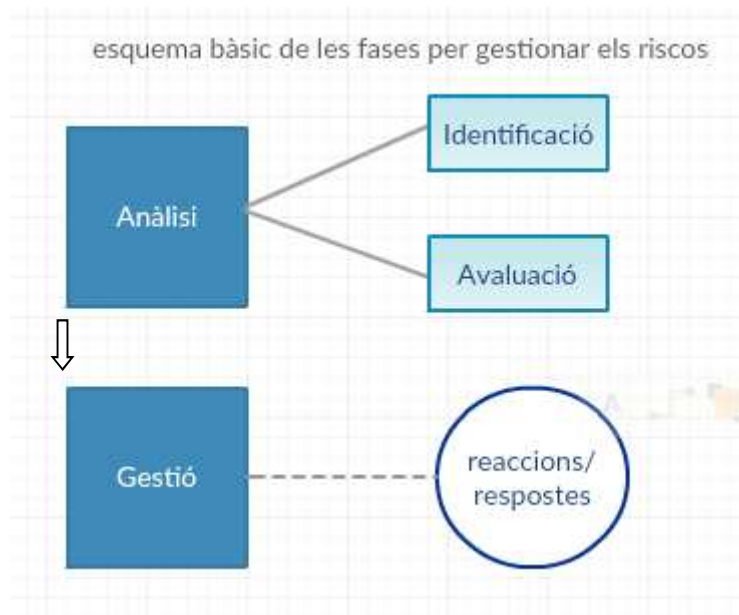 esquema bàsic de les fases per gestionar els riscos
Identificació
Anàlisi
Avaluació
Gestió
reaccions/
respostes